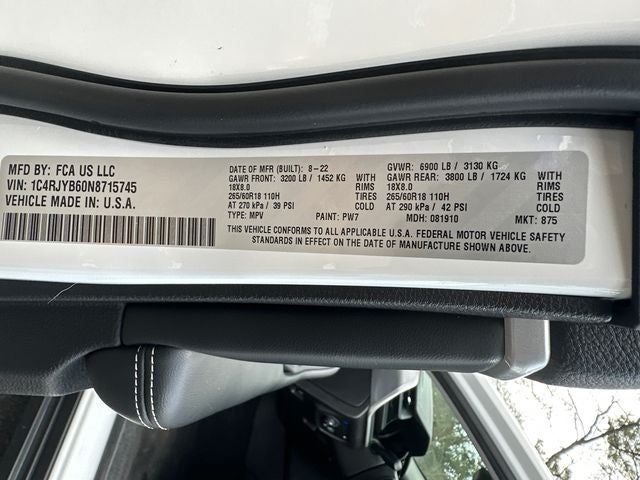 MFD BY: FCA US LLC
VIN: 1C4RJYB60N8715745
VEHICLE MADE IN: U.S.A.
DATE OF MFR (BUILT): 8-22 GVWR: 6900 LB / 3130 KG
GAWR FRONT: 3200 LB / 1452 KG WITH GAWR REAR: 3800 LB / 1724 KG WITH
18X8.0 RIMS 18X8.0 RIMS
265/60R18 110H TIRES 265/60R18 110H TIRES
AT 270 kPa / 39 PSI COLD AT 290 kPa / 42 PSI COLD
TYPE: MPV PAINT: PW7 MDH: 081910 MKT: 875
THIS VEHICLE CONFORMS TO ALL APPLICABLE U.S.A. FEDERAL MOTOR VEHICLE SAFETY
STANDARDS IN EFFECT ON THE DATE OF MANUFACTURE SHOWN ABOVE.